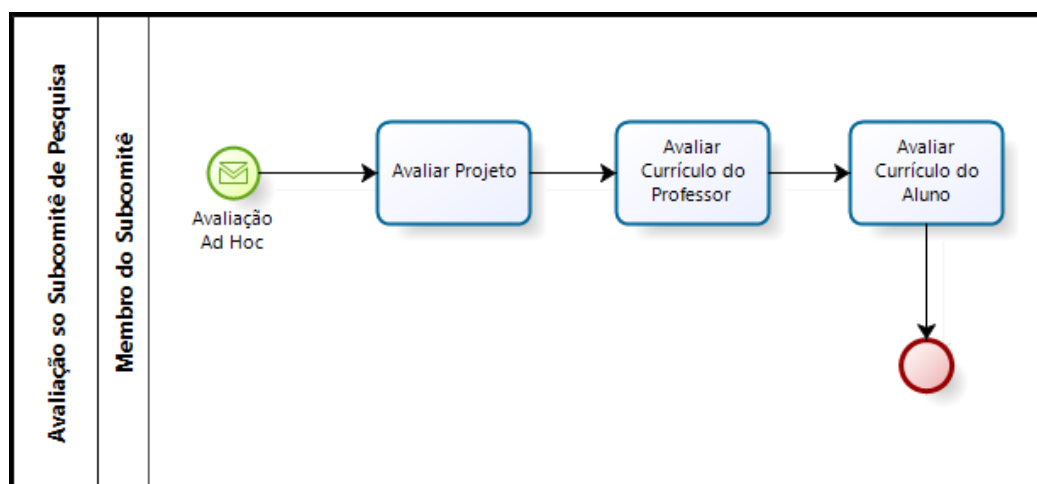 Avaliação so Subcomitê de Pesquisa
Membro do Subcomitê
Avaliação
Ad Hoc
Avaliar Projeto
Avaliar
Currículo do
Professor
Avaliar
Currículo do
Aluno